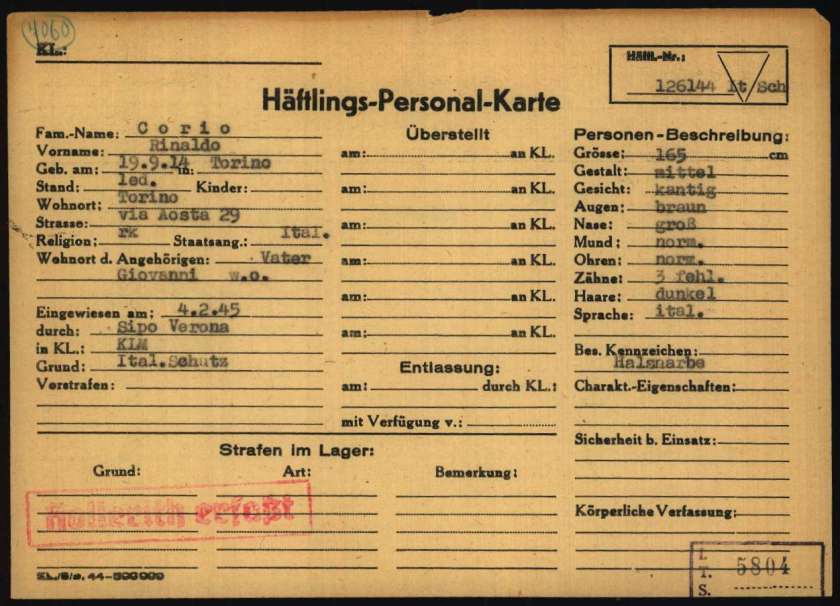 4060
KL.:
Häftl.-Nr.:
126144 It/Sch
Häftlings-Personal-Karte
Fam.-Name: Corio
Vorname: Rinaldo
Geb. am: 19.9.14 in: Torino
Stand: led. Kinder:
Wohnort: Torino
Strasse: via Aosta 29
Religion: rk Staatsang.: Ital.
Wohnort d. Angehörigen: Vater
Giovanni w.o.
Eingewiesen am: 4.2.45
durch: Sipo Verona
in KL.: KLM
Grund: Ital.Schutz
Vorstrafen:
Überstellt
am: an KL.
am: an KL.
am: an KL.
am: an KL.
am: an KL.
am: an KL.
Entlassung:
am: durch KL.:
mit Verfügung v.:
Personen-Beschreibung:
Grösse: 165 cm
Gestalt: mittel
Gesicht: kantig
Augen: braun
Nase: groß
Mund: norm.
Ohren: norm.
Zähne: 3 fehl.
Haare: dunkel
Sprache: ital.
Bes. Kennzeichen:
Halsnarbe
Charakt.-Eigenschaften:
Sicherheit b. Einsatz:
Körperliche Verfassung:
Strafen im Lager:
Grund: Art: Bemerkung:
Hollerith erfaßt
44-500000
I.
T. 5804
S.